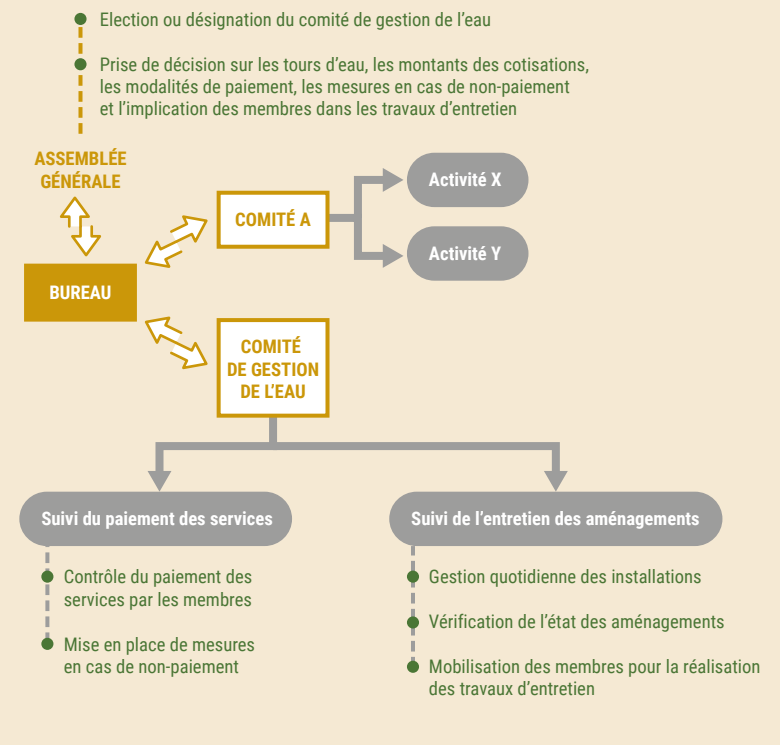 Election ou désignation du comité de gestion de l'eau
Prise de décision sur les tours d'eau, les montants des cotisations,
les modalités de paiement, les mesures en cas de non-paiement
et l'implication des membres dans les travaux d'entretien
ASSEMBLÉE
GÉNÉRALE
BUREAU
COMITÉ A
Activité X
Activité Y
COMITÉ
DE GESTION
DE L'EAU
Suivi du paiement des services
Contrôle du paiement des
services par les membres
Mise en place de mesures
en cas de non-paiement
Suivi de l'entretien des aménagements
Gestion quotidienne des installations
Vérification de l'état des aménagements
Mobilisation des membres pour la réalisation
des travaux d'entretien